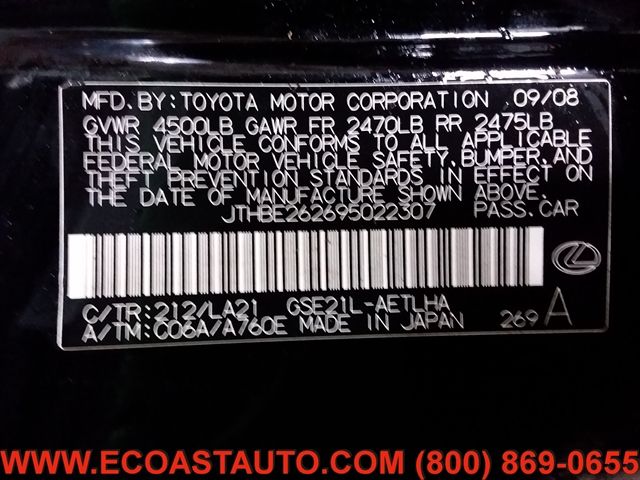 MFD. BY: TOYOTA MOTOR CORPORATION 09/08
GVWR 4500LB GAWR FR 2470LB RR 2475LB
THIS VEHICLE CONFORMS TO ALL APPLICABLE
FEDERAL MOTOR VEHICLE SAFETY, BUMPER, AND
THEFT PREVENTION STANDARDS IN EFFECT ON
THE DATE OF MANUFACTURE SHOWN ABOVE.
JTHBE262695022307 PASS. CAR
C/TR: 212/LA21 GSE21L-AETLHA
A/TM: C06A/A760E MADE IN JAPAN 269 A
WWW.ECOASTAUTO.COM (800) 869-0655